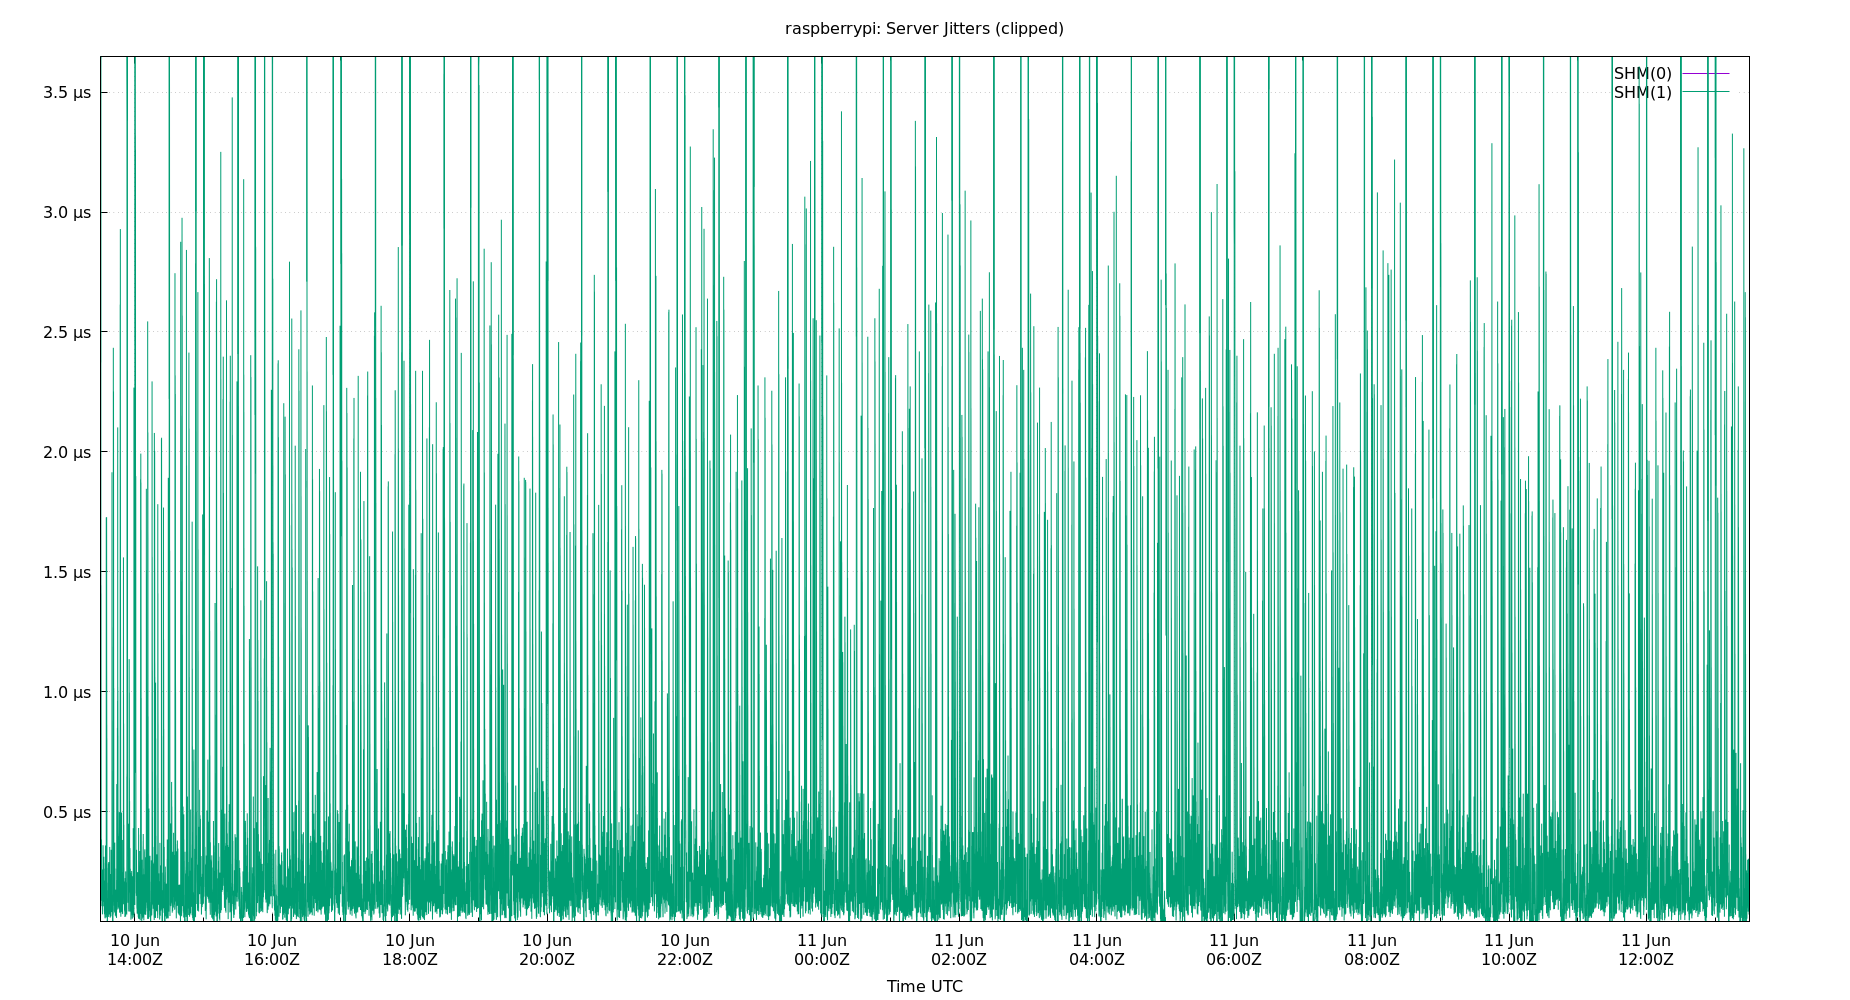 raspberrypi: Server Jitters (clipped)
SHM(0)
SHM(1)
3.5 µs
3.0 µs
2.5 µs
2.0 µs
1.5 µs
1.0 µs
0.5 µs
10 Jun 10 Jun 10 Jun 10 Jun 10 Jun 11 Jun 11 Jun 11 Jun 11 Jun 11 Jun 11 Jun 11 Jun
14:00Z 16:00Z 18:00Z 20:00Z 22:00Z 00:00Z 02:00Z 04:00Z 06:00Z 08:00Z 10:00Z 12:00Z
Time UTC